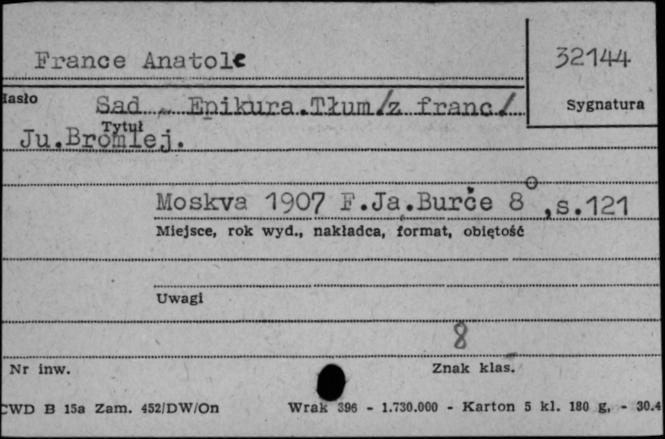 France Anatole
32144
Hasło
Sad Epikura.Tłum/z franc/
Sygnatura
Tytuł
Ju.Bromlej.
Moskva 1907 F.Ja.Burče 8°,s.121
Miejsce, rok wyd., nakładca, format, objętość
Uwagi
8
Nr inw.
Znak klas.
CWD B 15a Zam. 452/DW/On
Wrak 396 - 1.730.000 - Karton 5 kl. 180 g, - 30.4